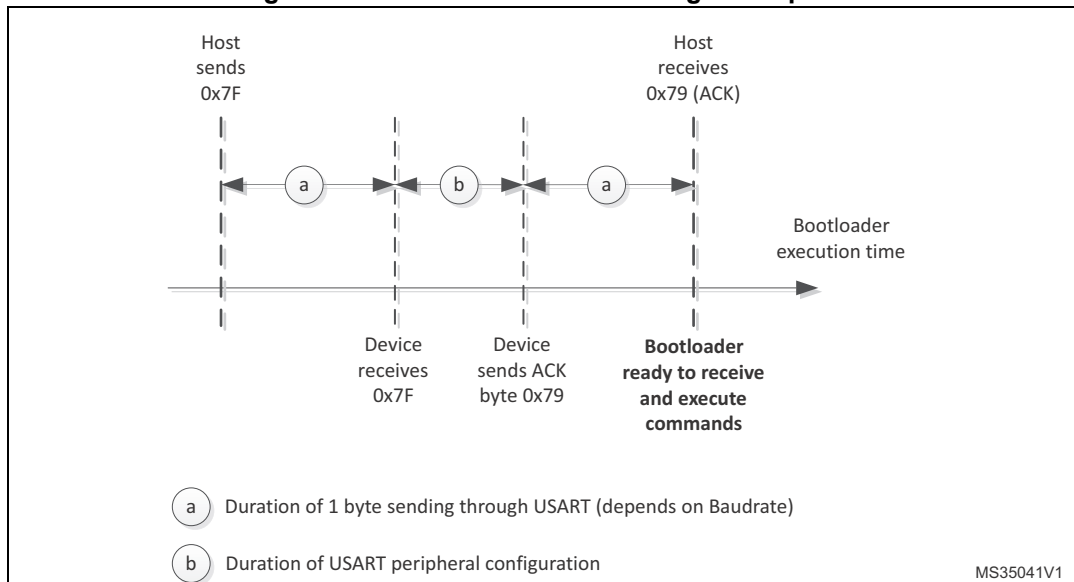 Host
sends
0x7F
Host
receives
0x79 (ACK)
a
b
a
Bootloader
execution time
Device
receives
0x7F
Device
sends ACK
byte 0x79
Bootloader
ready to receive
and execute
commands
a Duration of 1 byte sending through USART (depends on Baudrate)
b Duration of USART peripheral configuration
MS35041V1